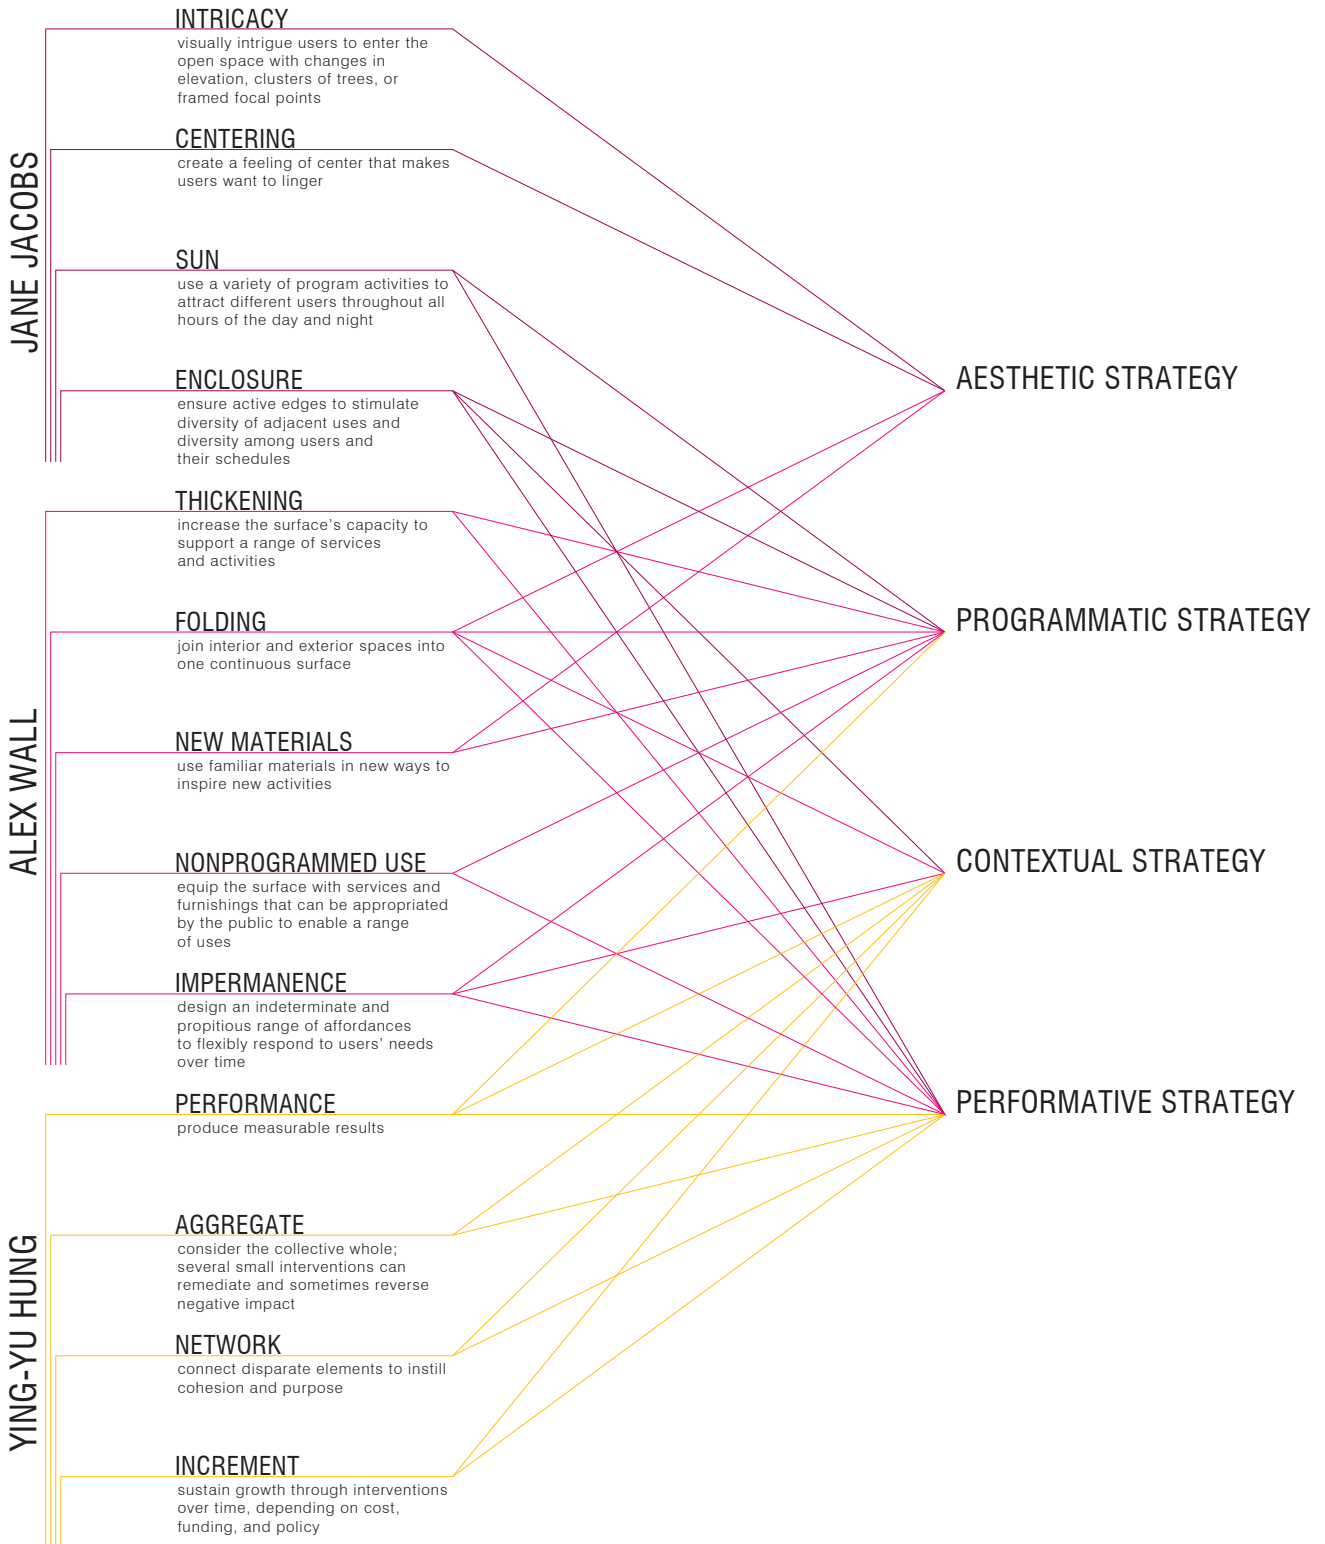 JANE JACOBS
INTRICACY
visually intrigue users to enter the
open space with changes in
elevation, clusters of trees, or
framed focal points
CENTERING
create a feeling of center that makes
users want to linger
SUN
use a variety of program activities to
attract different users throughout all
hours of the day and night
ENCLOSURE
ensure active edges to stimulate
diversity of adjacent uses and
diversity among users and
their schedules
ALEX WALL
THICKENING
increase the surface’s capacity to
support a range of services
and activities
FOLDING
join interior and exterior spaces into
one continuous surface
NEW MATERIALS
use familiar materials in new ways to
inspire new activities
NONPROGRAMMED USE
equip the surface with services and
furnishings that can be appropriated
by the public to enable a range
of uses
IMPERMANENCE
design an indeterminate and
propitious range of affordances
to flexibly respond to users’ needs
over time
YING-YU HUNG
PERFORMANCE
produce measurable results
AGGREGATE
consider the collective whole;
several small interventions can
remediate and sometimes reverse
negative impact
NETWORK
connect disparate elements to instill
cohesion and purpose
INCREMENT
sustain growth through interventions
over time, depending on cost,
funding, and policy
AESTHETIC STRATEGY
PROGRAMMATIC STRATEGY
CONTEXTUAL STRATEGY
PERFORMATIVE STRATEGY